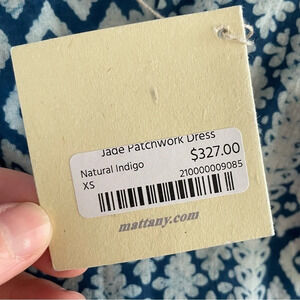 Jade Patchwork Dress
$327.00
Natural Indigo
XS
210000009085
mattany.com